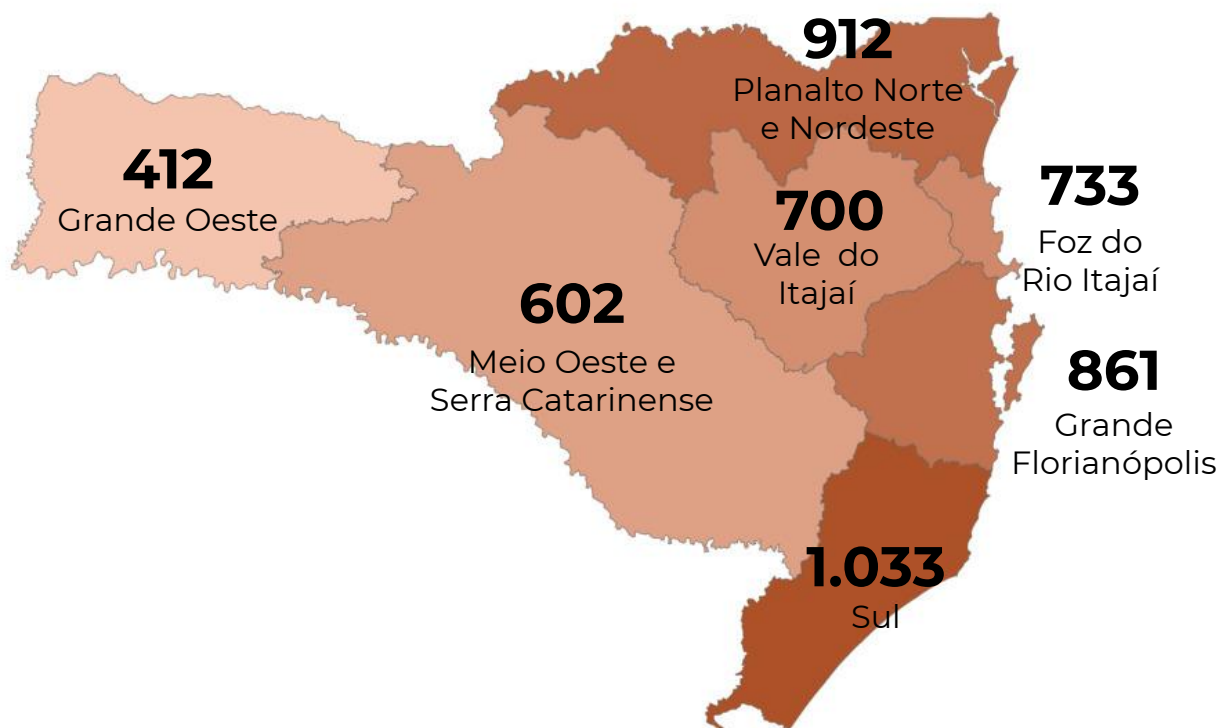 912
Planalto Norte
e Nordeste
412
Grande Oeste
733
Foz do
Rio Itajaí
700
Vale do
Itajaí
602
Meio Oeste e
Serra Catarinense
861
Grande
Florianópolis
1.033
Sul